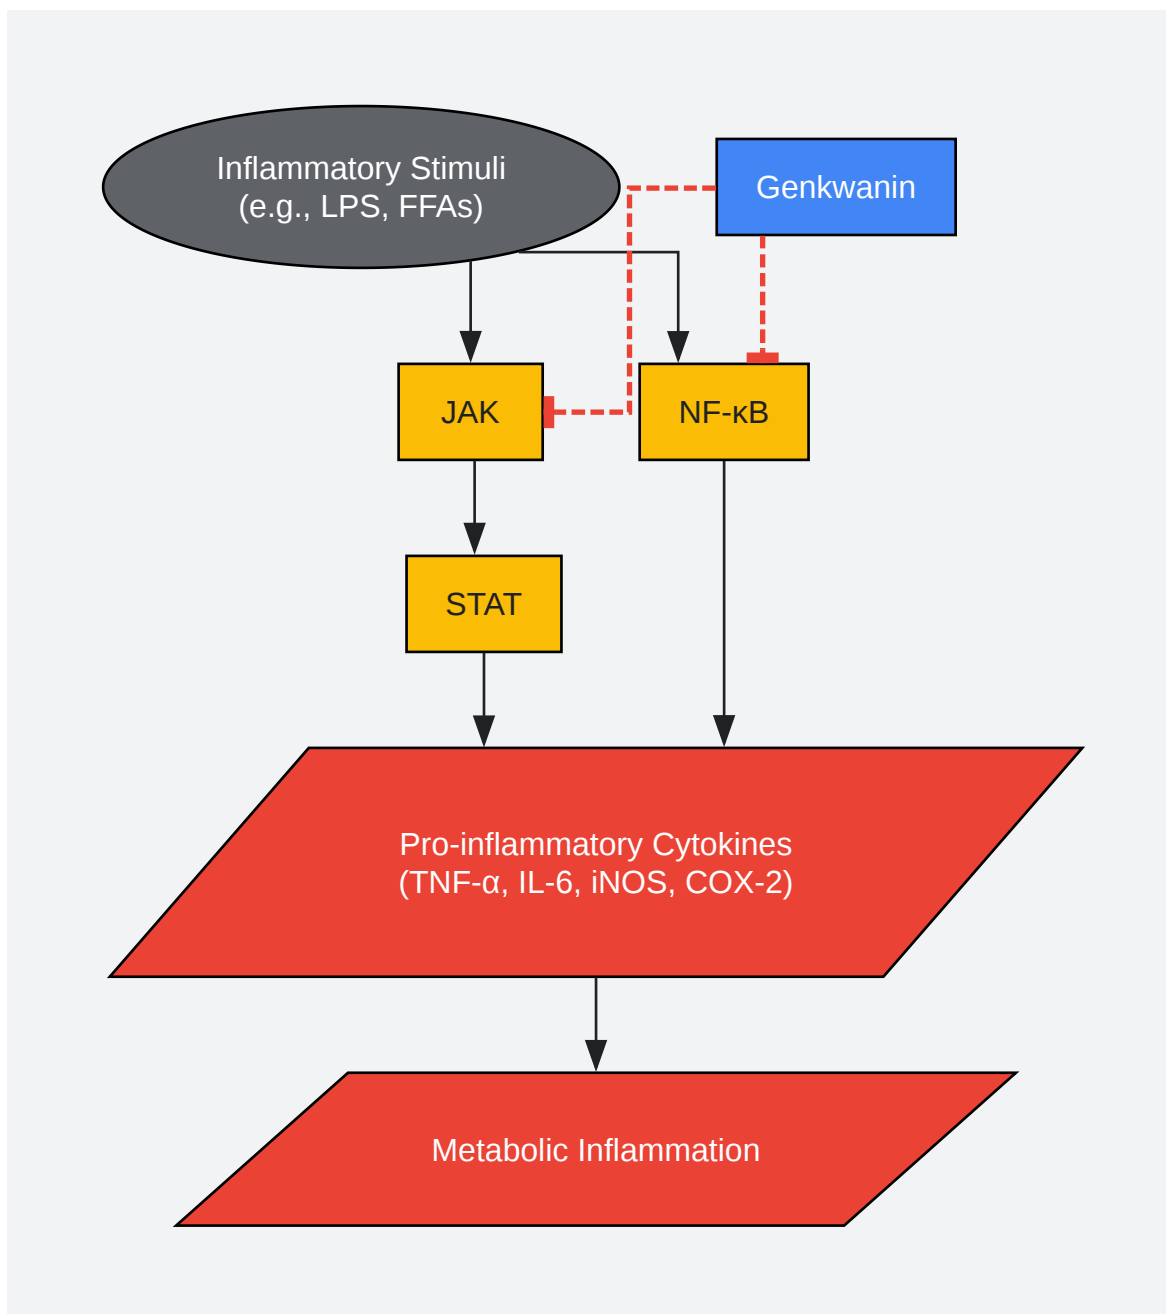 Inflammatory Stimuli
(e.g., LPS, FFAs)
Genkwanin
JAK
NF-κB
STAT
Pro-inflammatory Cytokines
(TNF-α, IL-6, iNOS, COX-2)
Metabolic Inflammation